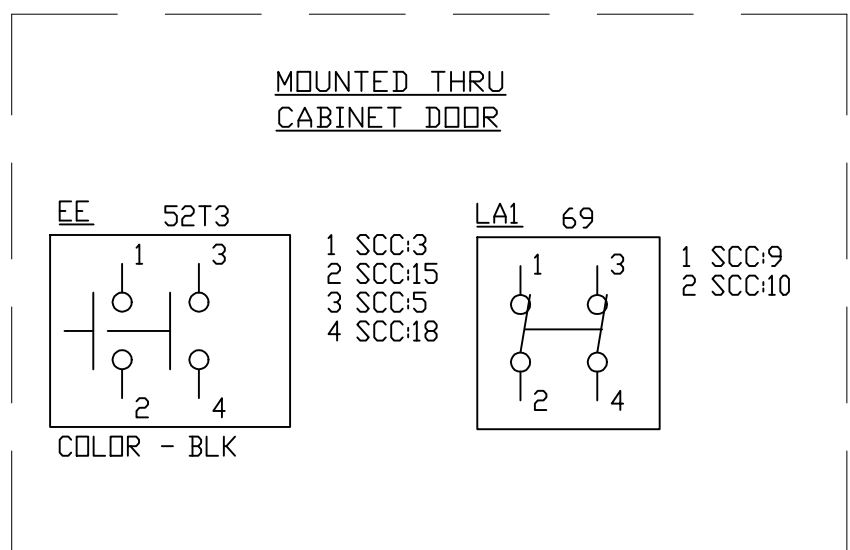 MOUNTED THRU
CABINET DOOR
EE 52T3
1 3
2 4
COLOR - BLK
1 SCC:3
2 SCC:15
3 SCC:5
4 SCC:18
LA1 69
1 3
2 4
1 SCC:9
2 SCC:10